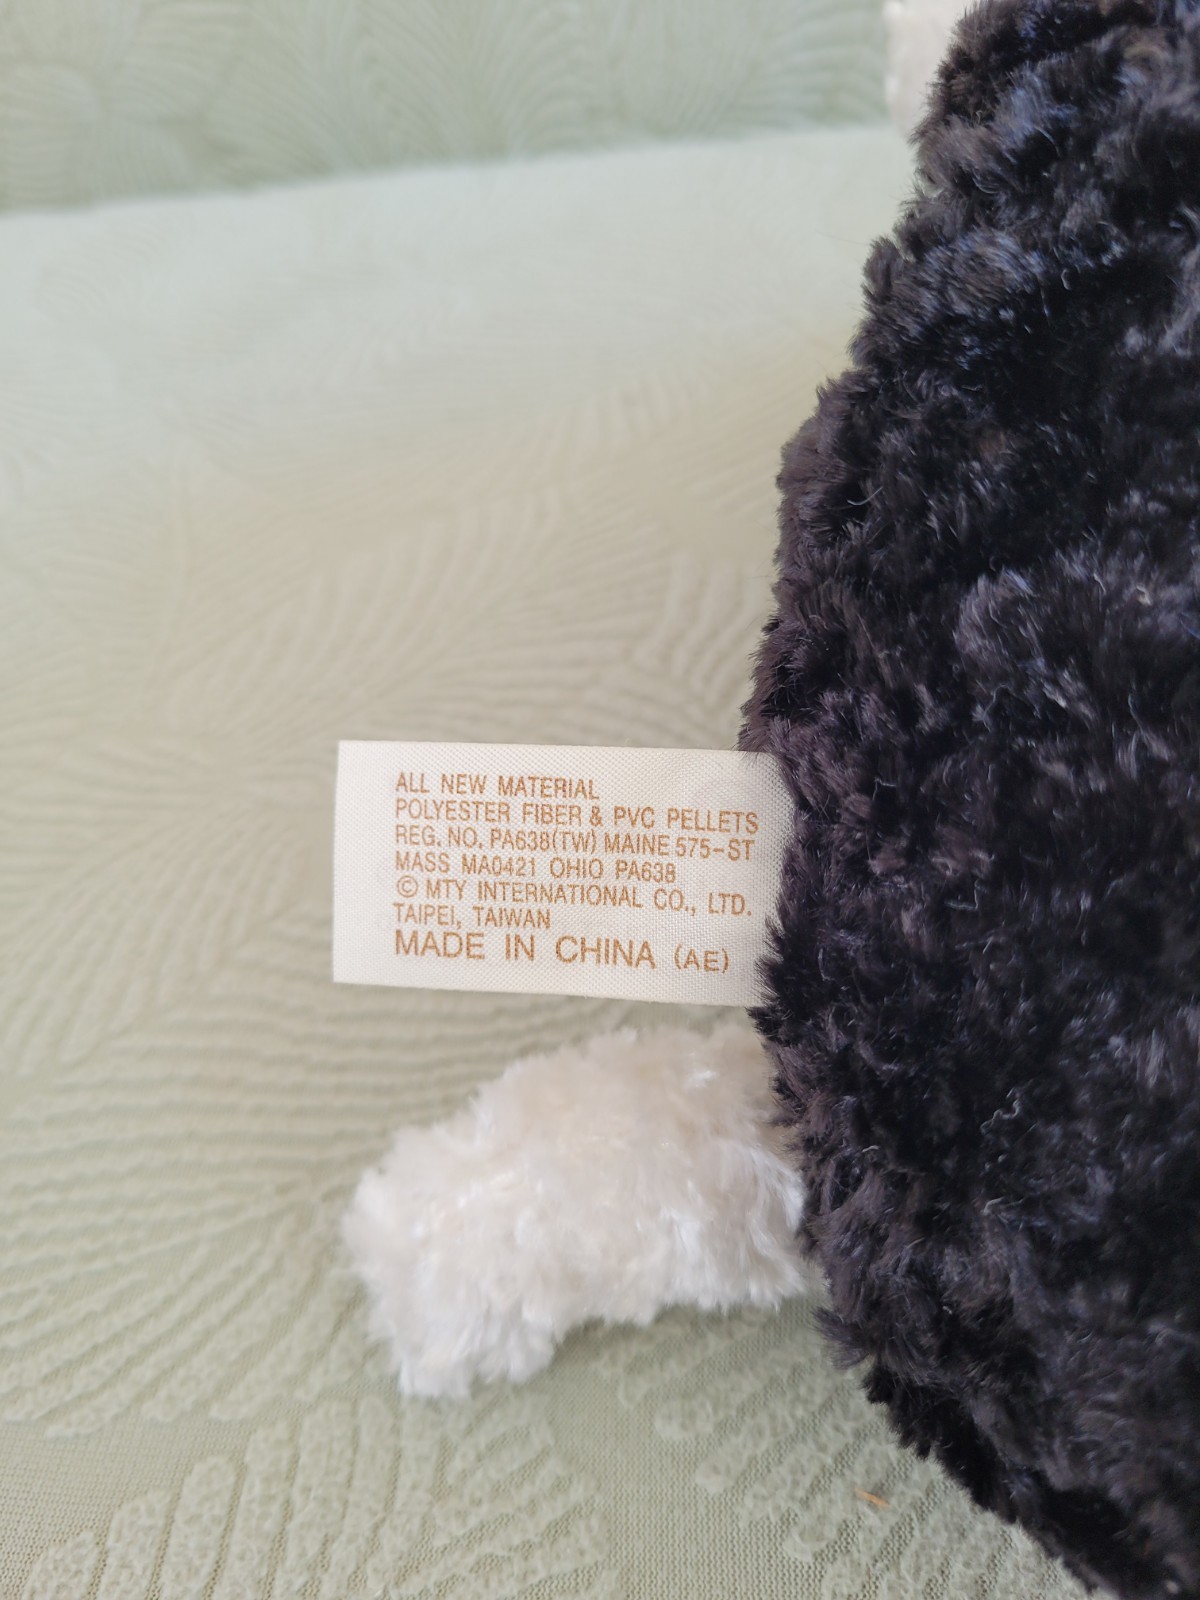 ALL NEW MATERIAL
POLYESTER FIBER & PVC PELLETS
REG. NO. PA638(TW) MAINE 575-ST
MASS MA0421 OHIO PA638
© MTY INTERNATIONAL CO., LTD.
TAIPEI, TAIWAN
MADE IN CHINA (AE)